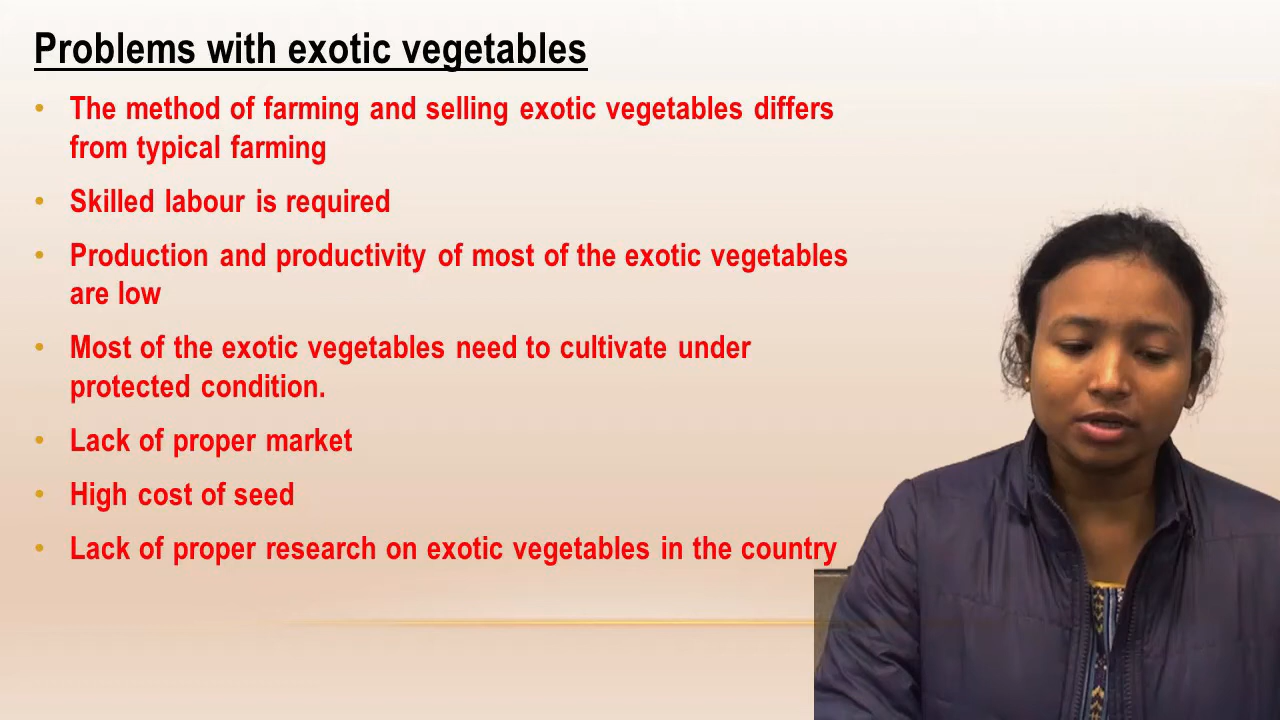 Problems with exotic vegetables
• The method of farming and selling exotic vegetables differs
from typical farming
• Skilled labour is required
• Production and productivity of most of the exotic vegetables
are low
• Most of the exotic vegetables need to cultivate under
protected condition.
• Lack of proper market
• High cost of seed
• Lack of proper research on exotic vegetables in the country